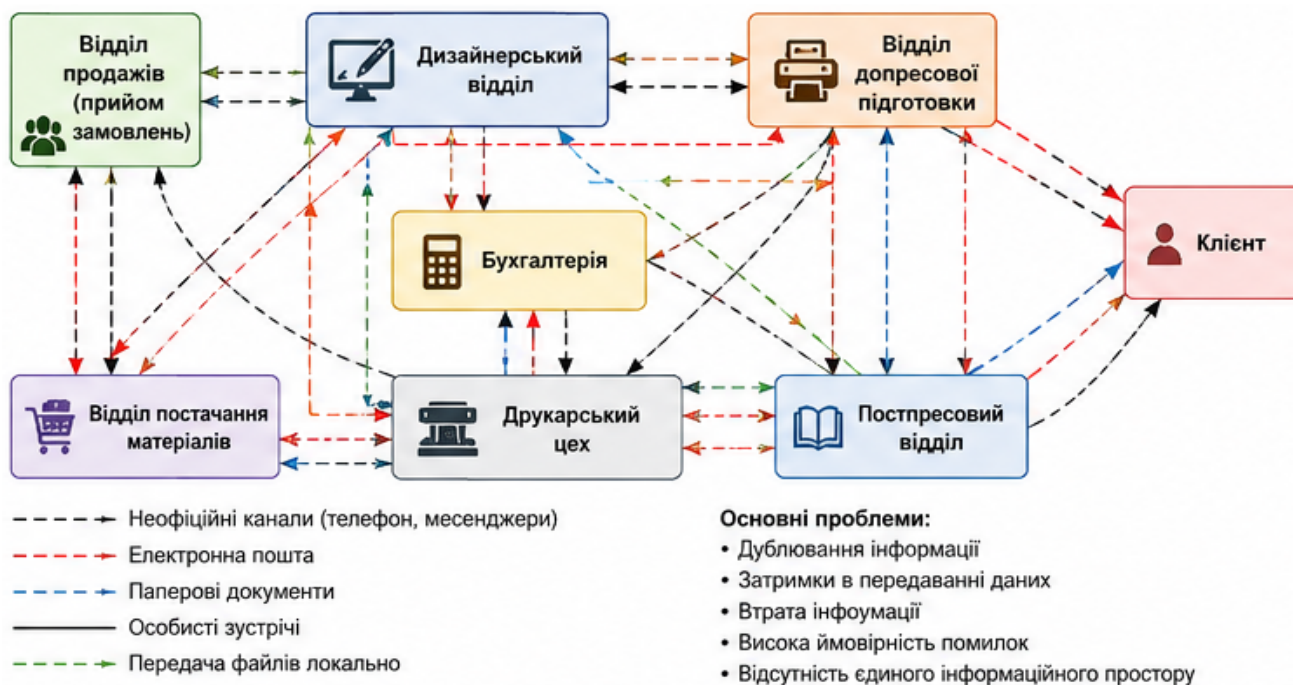 Відділ
продажів
(прийом
замовлень)
Дизайнерський
відділ
Відділ
допресової
підготовки
Бухгалтерія
Клієнт
Відділ постачання
матеріалів
Друкарський
цех
Постпресовий
відділ
Неофіційні канали (телефон, месенджери)
Електронна пошта
Паперові документи
Особисті зустрічі
Передача файлів локально
Основні проблеми:
• Дублювання інформації
• Затримки в передаванні даних
• Втрата інфоумації
• Висока ймовірність помилок
• Відсутність єдиного інформаційного простору